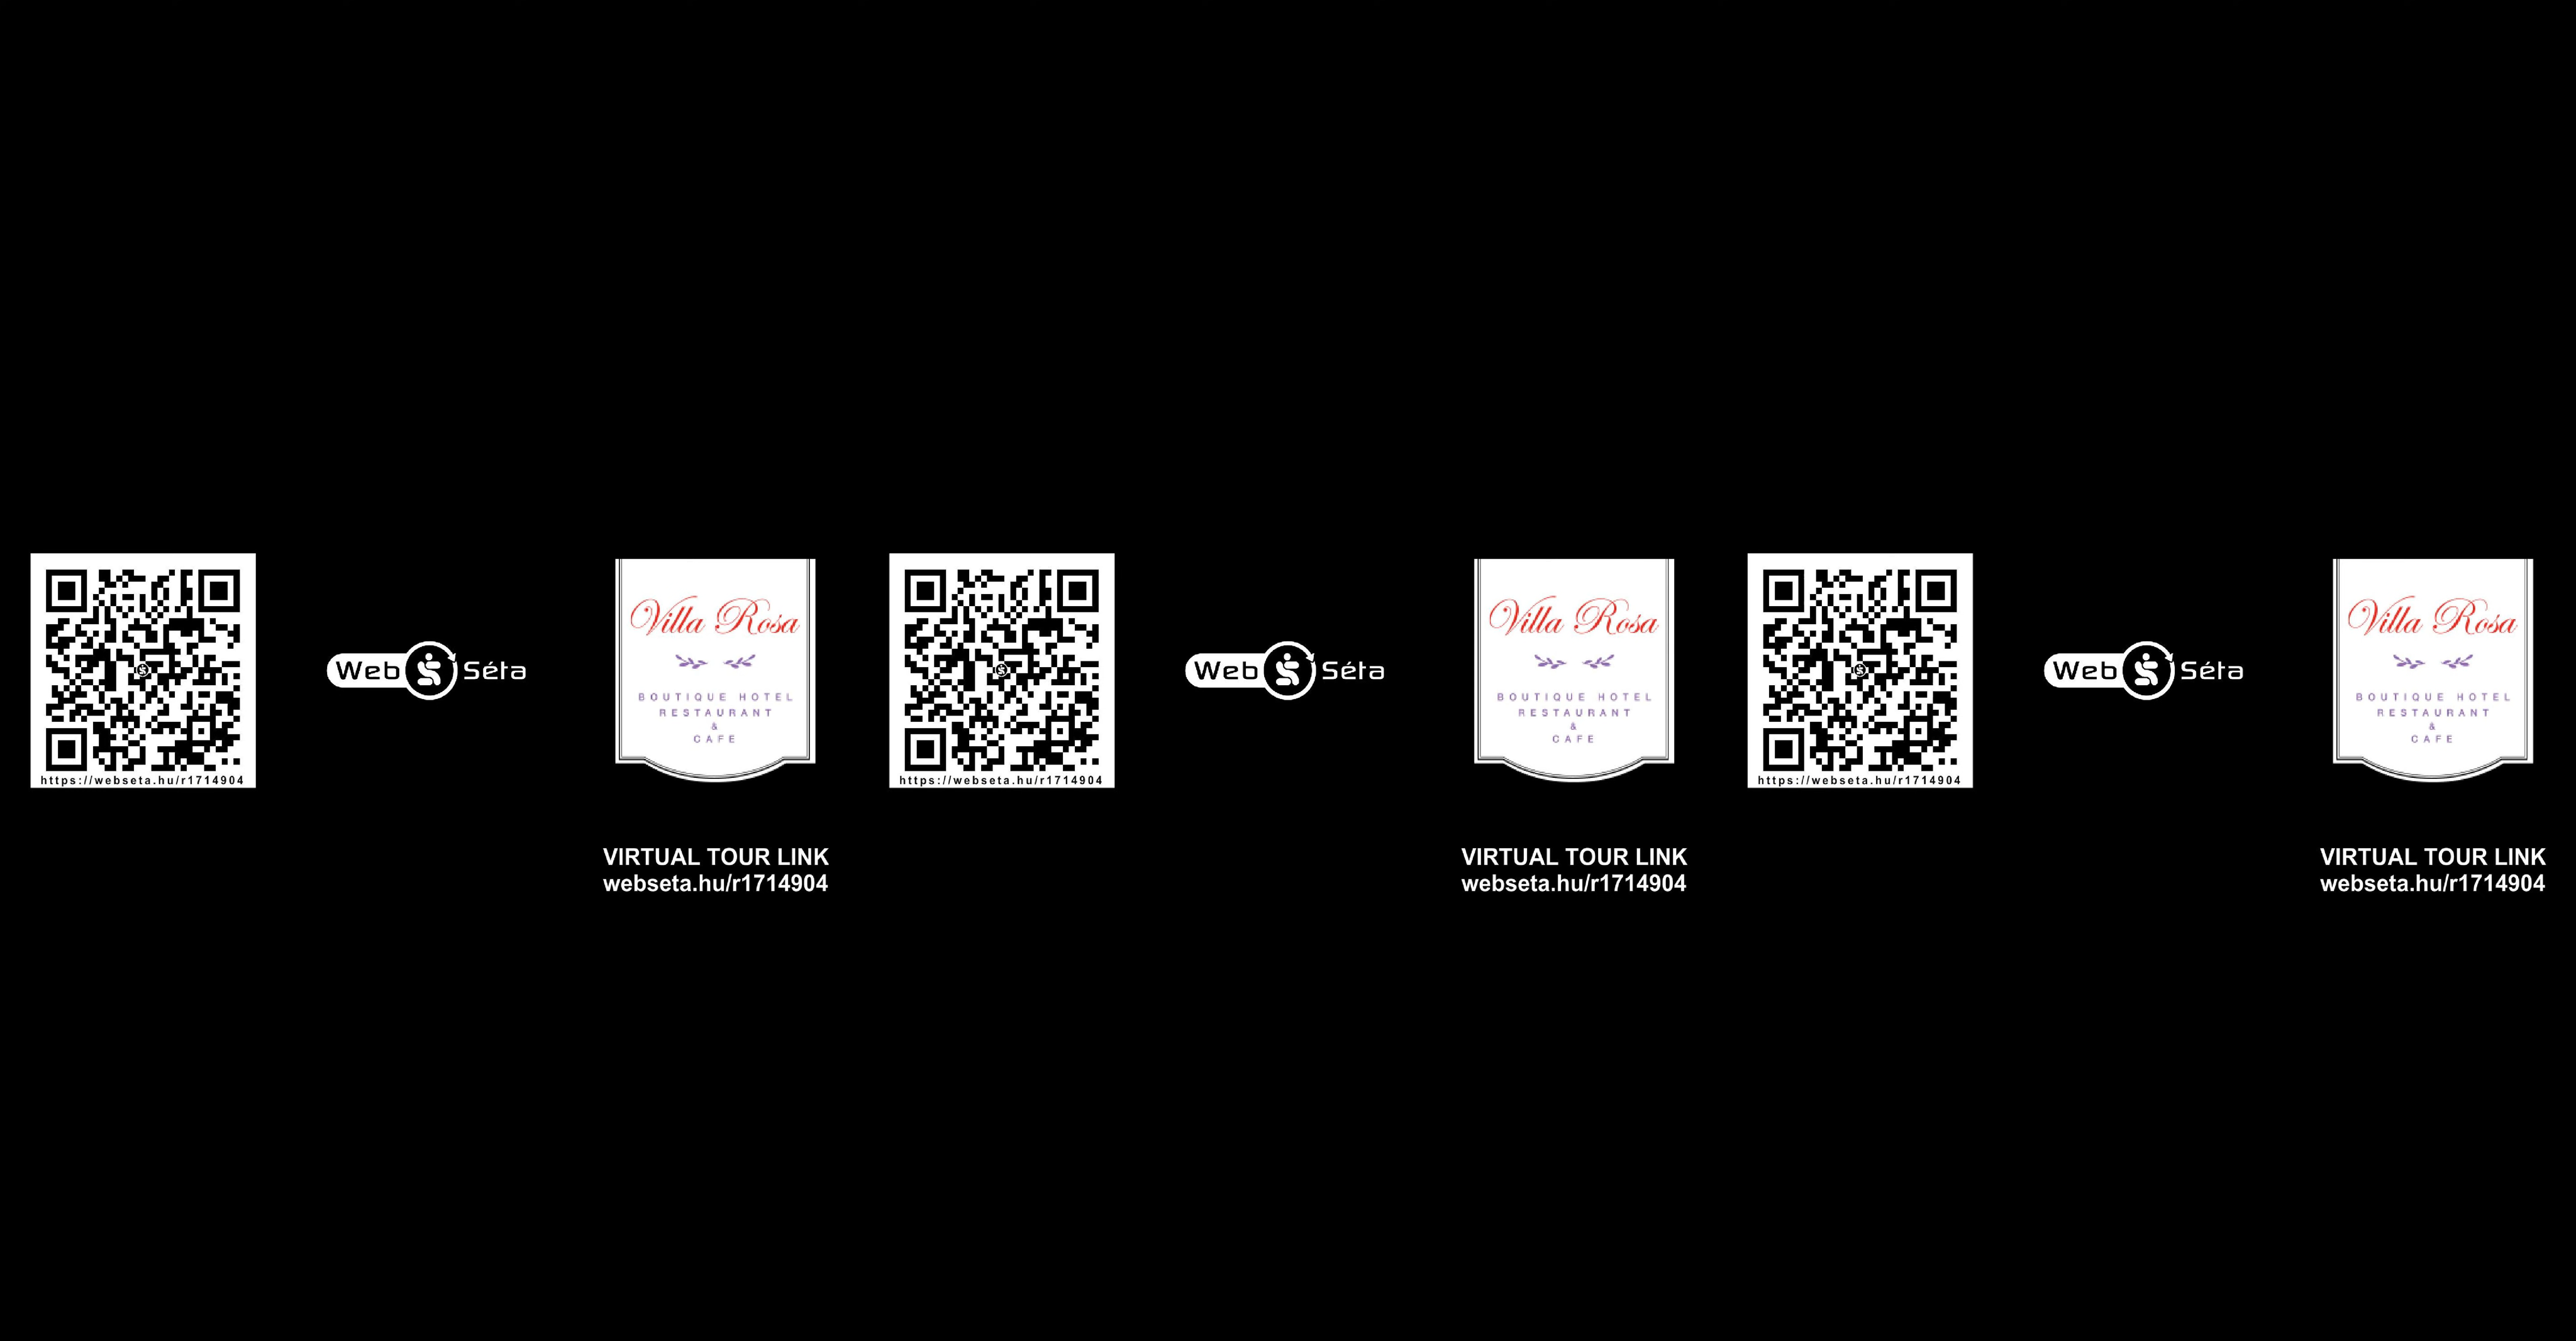 https://webseta.hu/r1714904
Web Séta
Villa Rosa
BOUTIQUE HOTEL
RESTAURANT
&
CAFE
VIRTUAL TOUR LINK
webseta.hu/r1714904
https://webseta.hu/r1714904
Web Séta
Villa Rosa
BOUTIQUE HOTEL
RESTAURANT
&
CAFE
VIRTUAL TOUR LINK
webseta.hu/r1714904
https://webseta.hu/r1714904
Web Séta
Villa Rosa
BOUTIQUE HOTEL
RESTAURANT
&
CAFE
VIRTUAL TOUR LINK
webseta.hu/r1714904